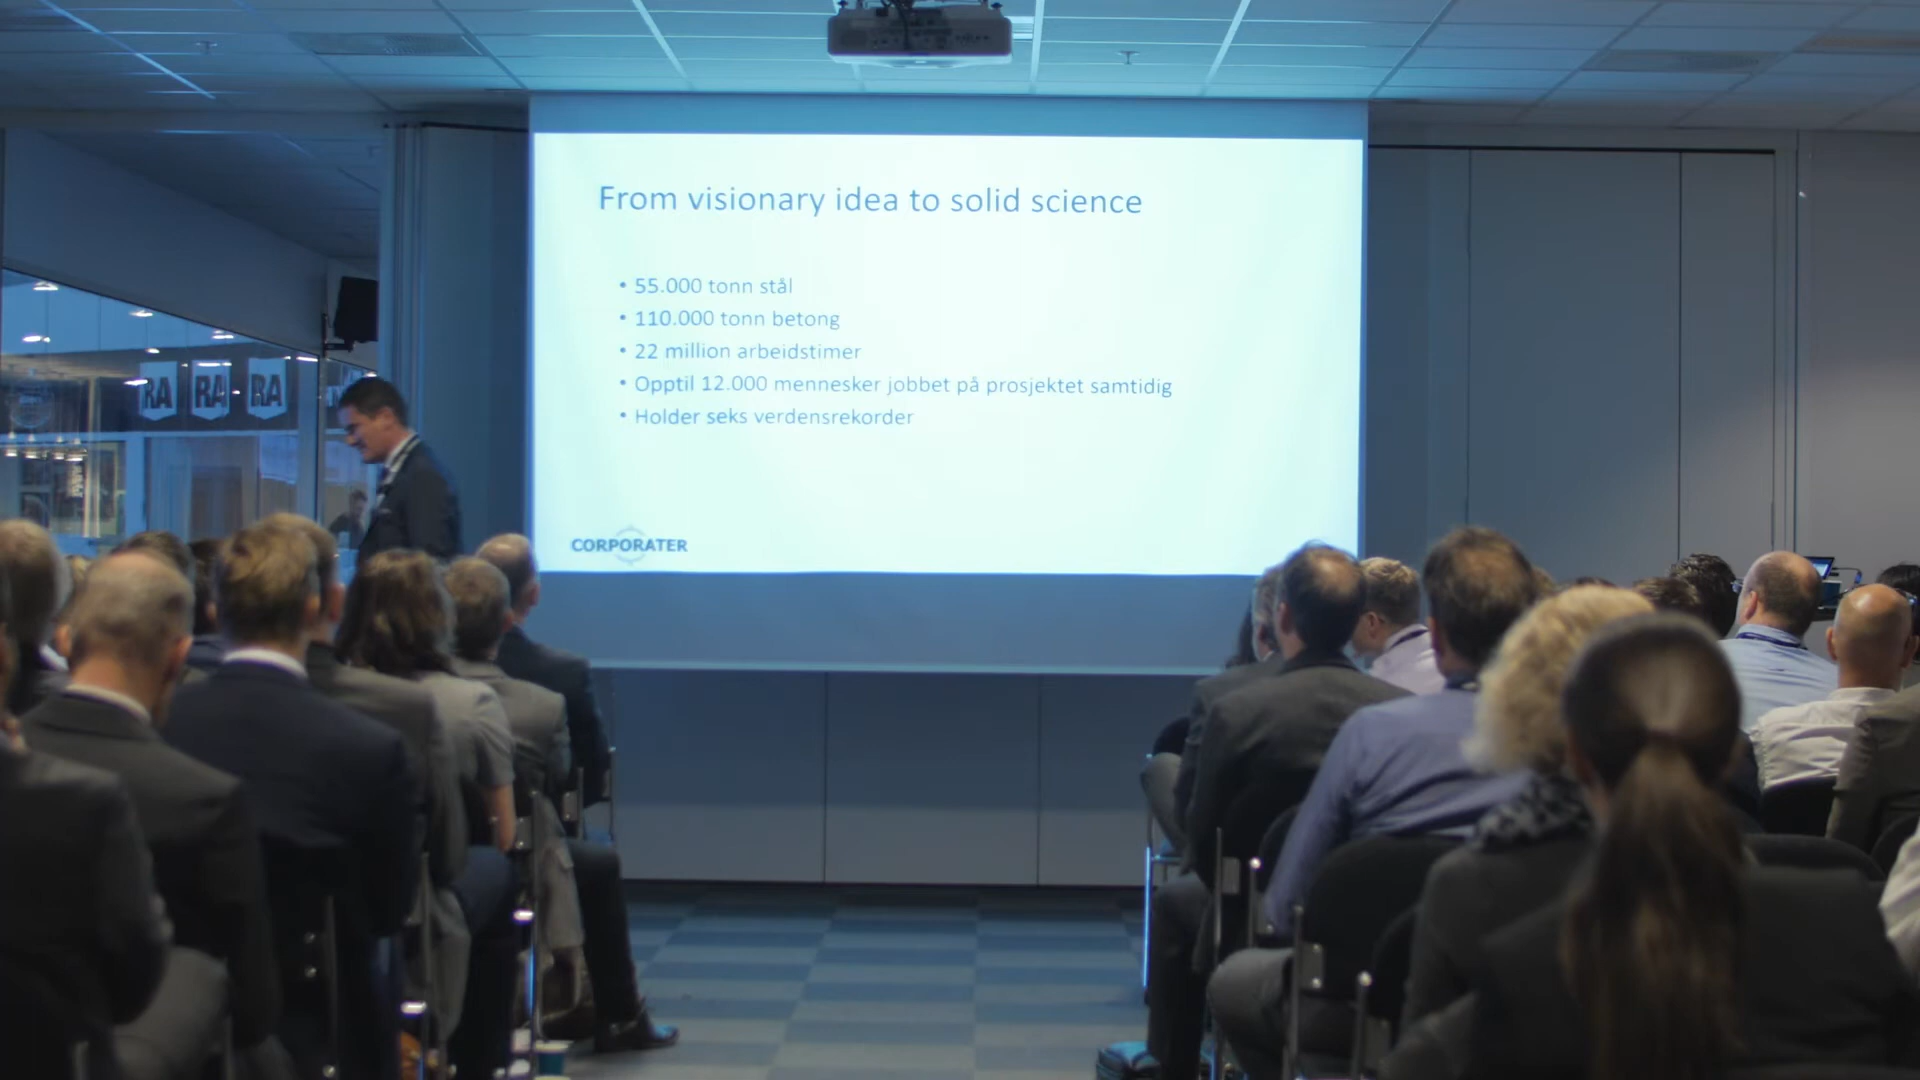 From visionary idea to solid science
• 55.000 tonn stål
• 110.000 tonn betong
• 22 million arbeidstimer
• Opptil 12.000 mennesker jobbet på prosjektet samtidig
• Holder seks verdensrekorder
CORPORATER
RA RA RA